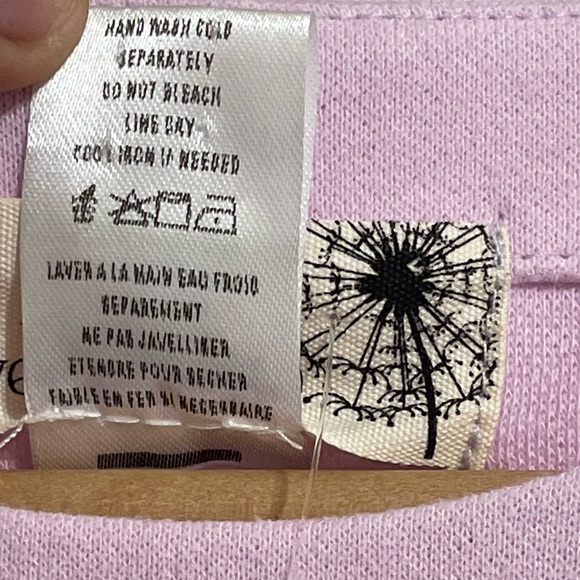 HAND WASH COLD
SEPARATELY
DO NOT BLEACH
LINE DRY
COOL IRON IF NEEDED
LAVER A LA MAIN EAU FROID
SEPAREMENT
NE PAS JAVELLISER
ETENDRE POUR SECHER
FAIBLE EN FER SI NECESSAIRE